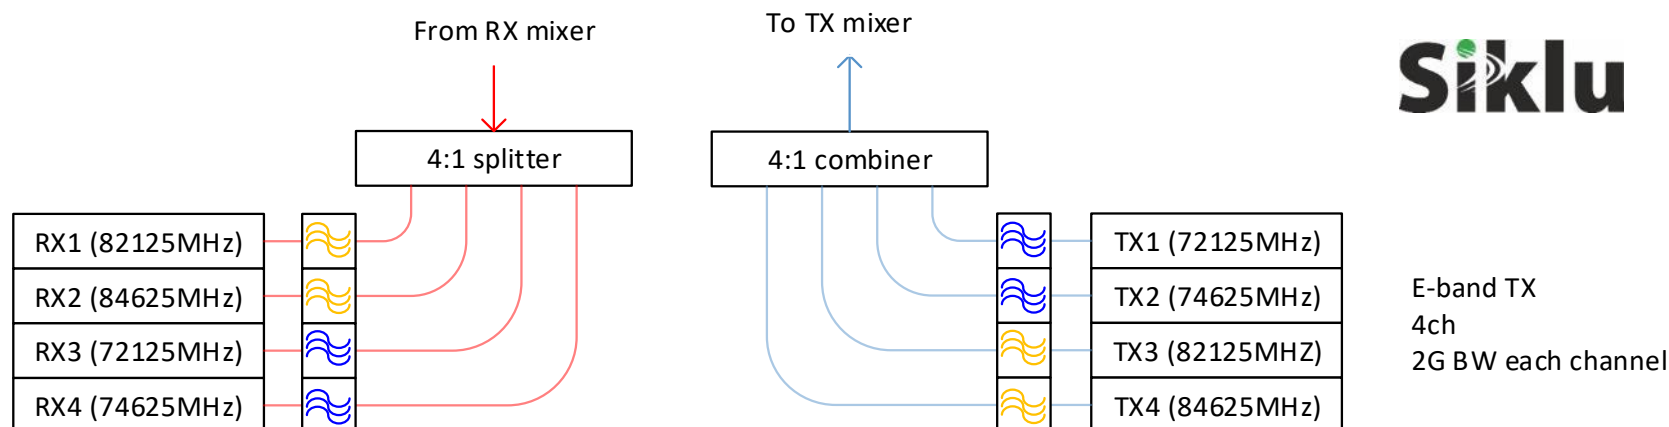 From RX mixer
To TX mixer
Siklu
4:1 splitter
4:1 combiner
RX1 (82125MHz)
RX2 (84625MHz)
RX3 (72125MHz)
RX4 (74625MHz)
TX1 (72125MHz)
TX2 (74625MHz)
TX3 (82125MHZ)
TX4 (84625MHz)
E-band TX
4ch
2G BW each channel